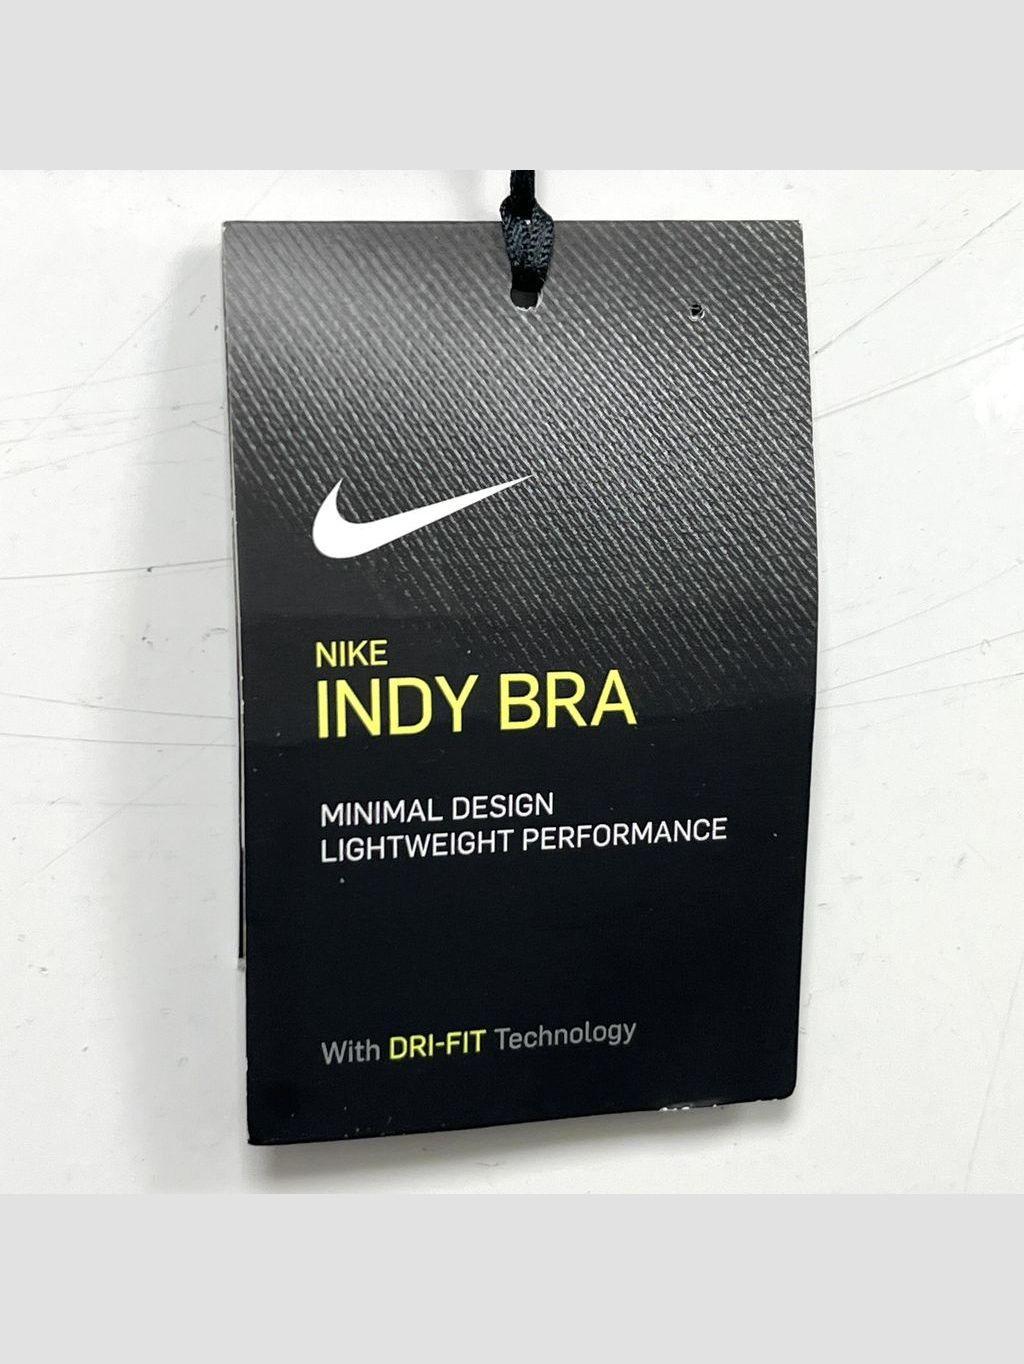 NIKE
INDY BRA
MINIMAL DESIGN
LIGHTWEIGHT PERFORMANCE
With DRI-FIT Technology